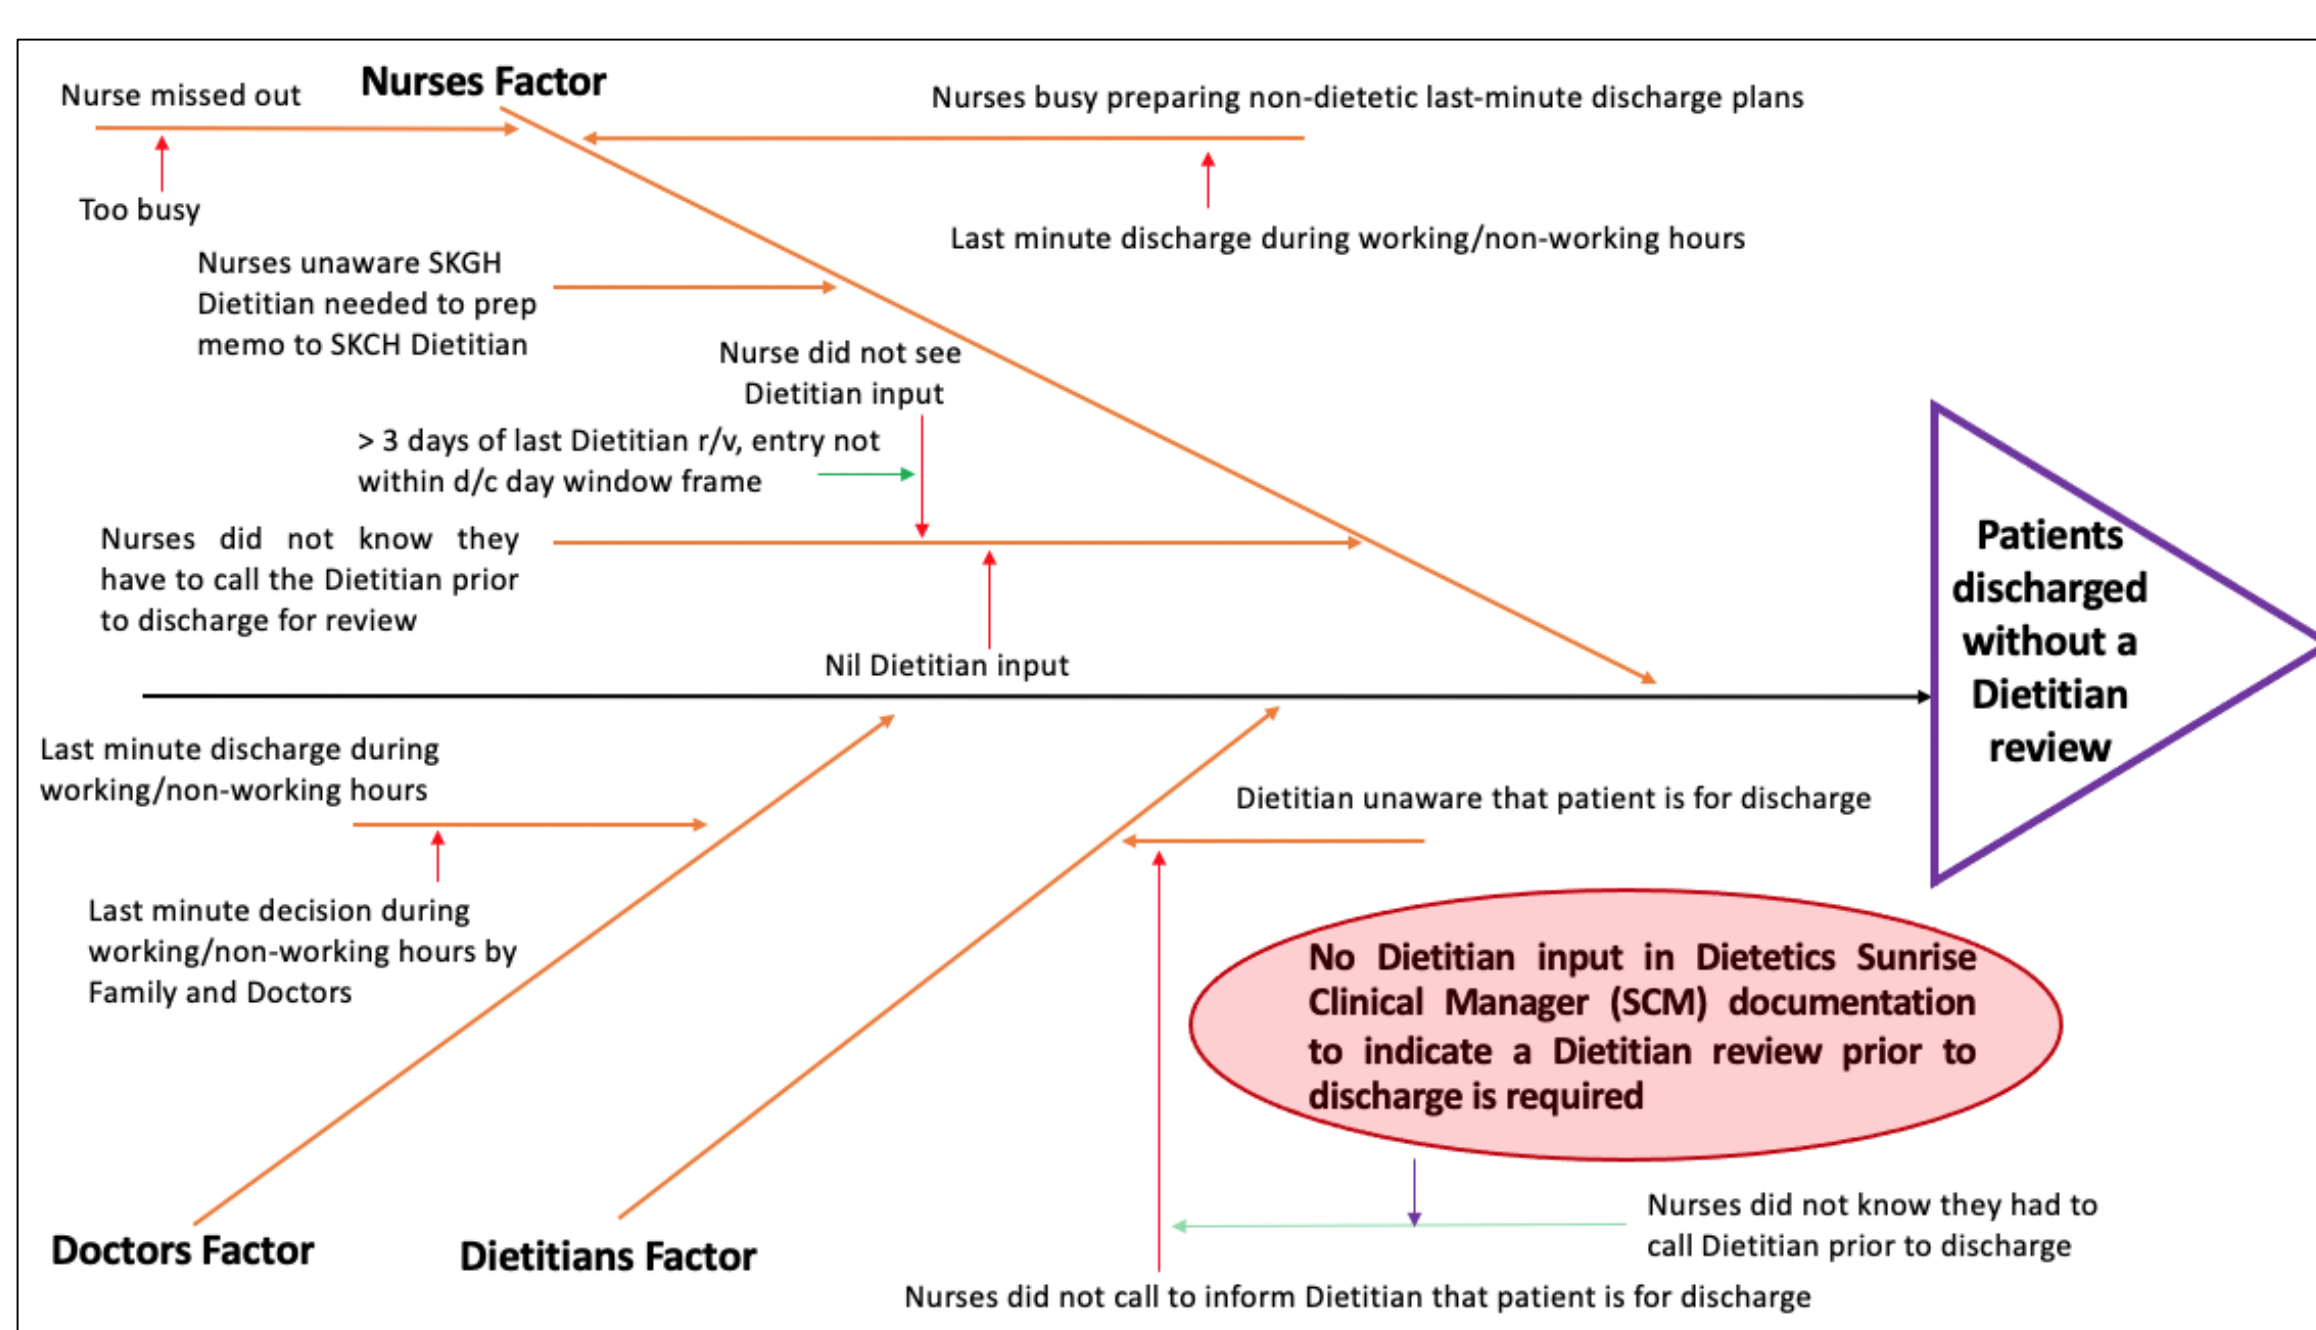 Nurses Factor
Nurse missed out
Too busy
Nurses busy preparing non-dietetic last-minute discharge plans
Last minute discharge during working/non-working hours
Nurses unaware SKGH
Dietitian needed to prep
memo to SKCH Dietitian
Nurse did not see
Dietitian input
> 3 days of last Dietitian r/v, entry not
within d/c day window frame
Nurses did not know they
have to call the Dietitian prior
to discharge for review
Nil Dietitian input
Patients
discharged
without a
Dietitian
review
Last minute discharge during
working/non-working hours
Last minute decision during
working/non-working hours by
Family and Doctors
Doctors Factor
Dietitian unaware that patient is for discharge
No Dietitian input in Dietetics Sunrise
Clinical Manager (SCM) documentation
to indicate a Dietitian review prior to
discharge is required
Nurses did not know they had to
call Dietitian prior to discharge
Dietitians Factor
Nurses did not call to inform Dietitian that patient is for discharge